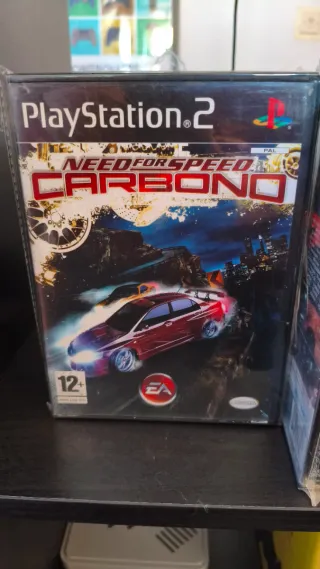 PlayStation®2
PAL
NEED FOR SPEED
CARBONO
12+
EA